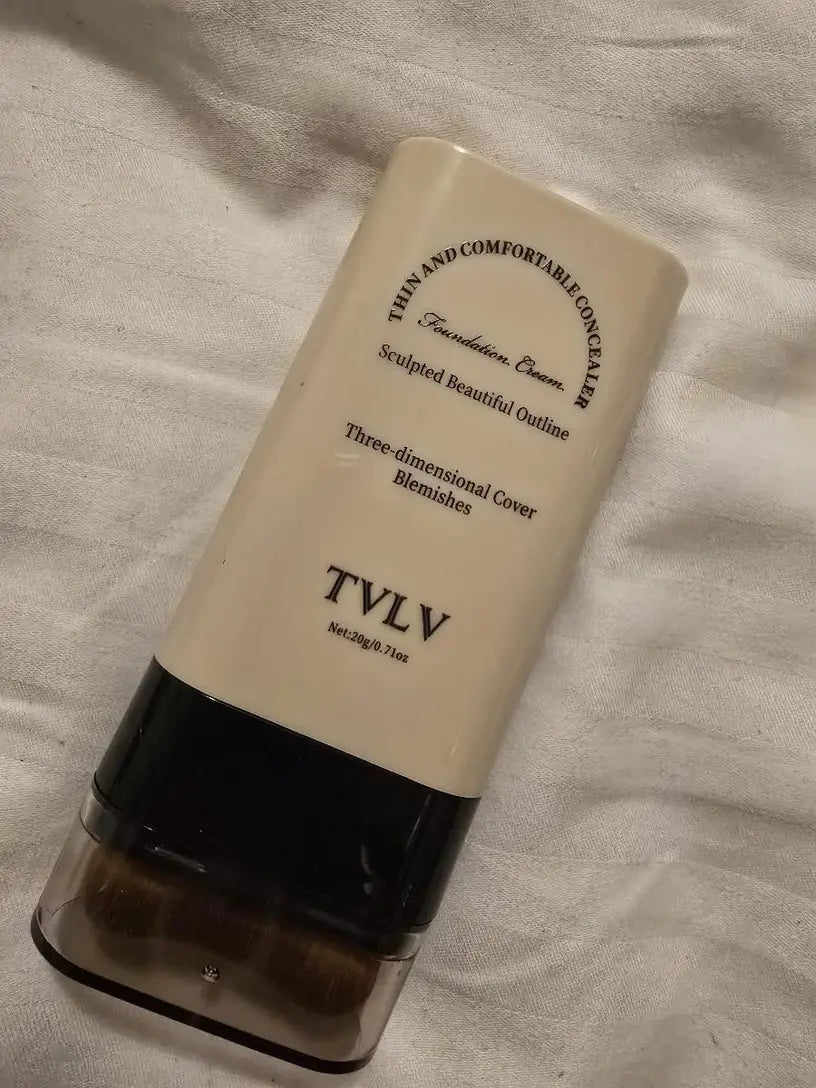 THIN AND COMFORTABLE CONCEALER
Foundation. Cream.
Sculpted Beautiful Outline
Three-dimensional Cover
Blemishes
TVLV
Net:20g/0.71oz